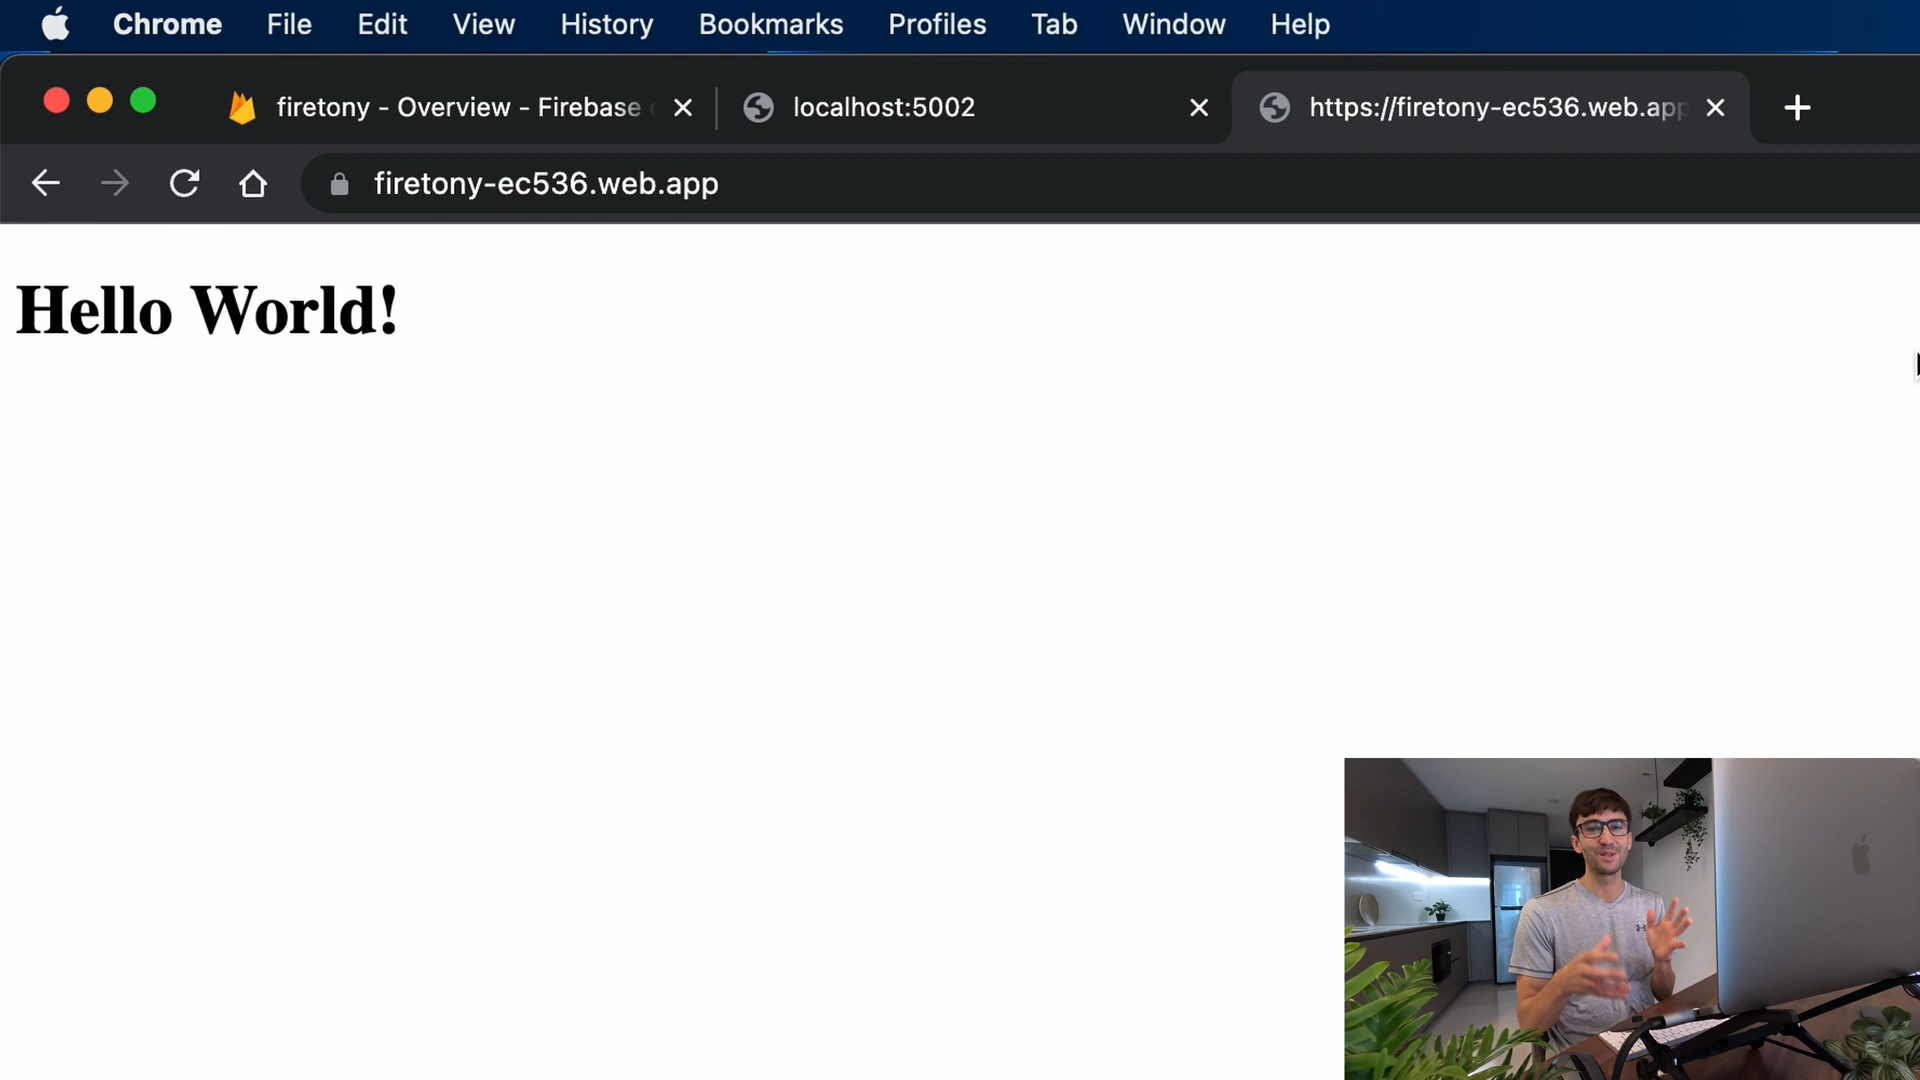 Chrome File Edit View History Bookmarks Profiles Tab Window Help
firetony - Overview - Firebase localhost:5002 https://firetony-ec536.web.app
firetony-ec536.web.app
Hello World!